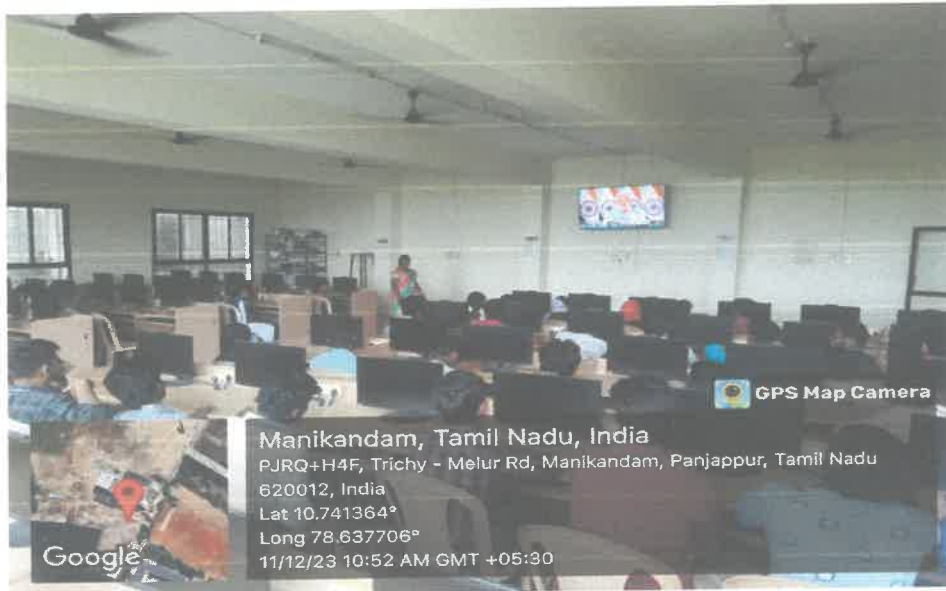 GPS Map Camera
Manikandam, Tamil Nadu, India
PJRQ+H4F, Trichy - Melur Rd, Manikandam, Panjappur, Tamil Nadu
620012, India
Lat 10.741364°
Long 78.637706°
11/12/23 10:52 AM GMT +05:30
Google